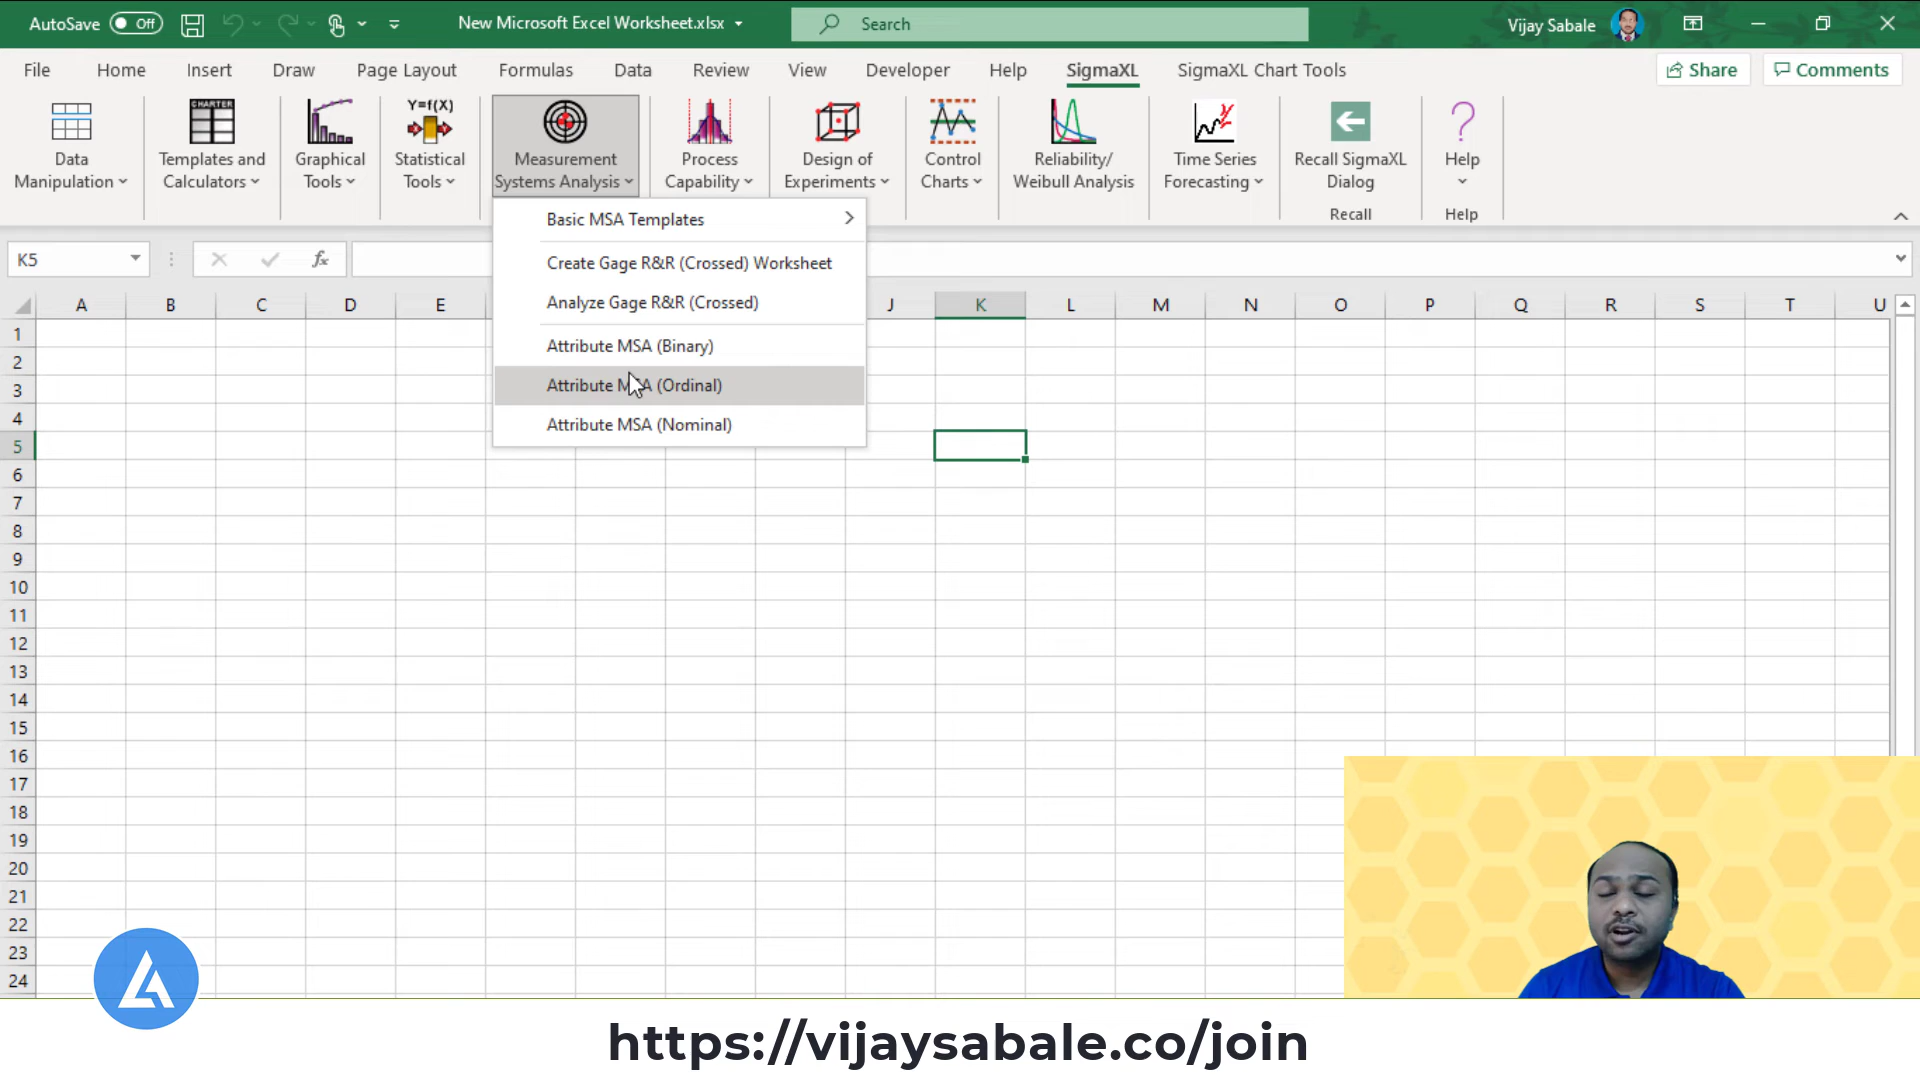 AutoSave Off New Microsoft Excel Worksheet.xlsx Search Vijay Sabale
File Home Insert Draw Page Layout Formulas Data Review View Developer Help SigmaXL SigmaXL Chart Tools Share Comments
CHARTER Y=f(X)
Data Manipulation
Templates and Calculators
Graphical Tools
Statistical Tools
Measurement Systems Analysis
Process Capability
Design of Experiments
Control Charts
Reliability/ Weibull Analysis
Time Series Forecasting
Recall SigmaXL Dialog
Help
Recall Help
Basic MSA Templates
Create Gage R&R (Crossed) Worksheet
Analyze Gage R&R (Crossed)
Attribute MSA (Binary)
Attribute MSA (Ordinal)
Attribute MSA (Nominal)
K5 fx
A B C D E J K L M N O P Q R S T U
1
2
3
4
5
6
7
8
9
10
11
12
13
14
15
16
17
18
19
20
21
22
23
24
https://vijaysabale.co/join